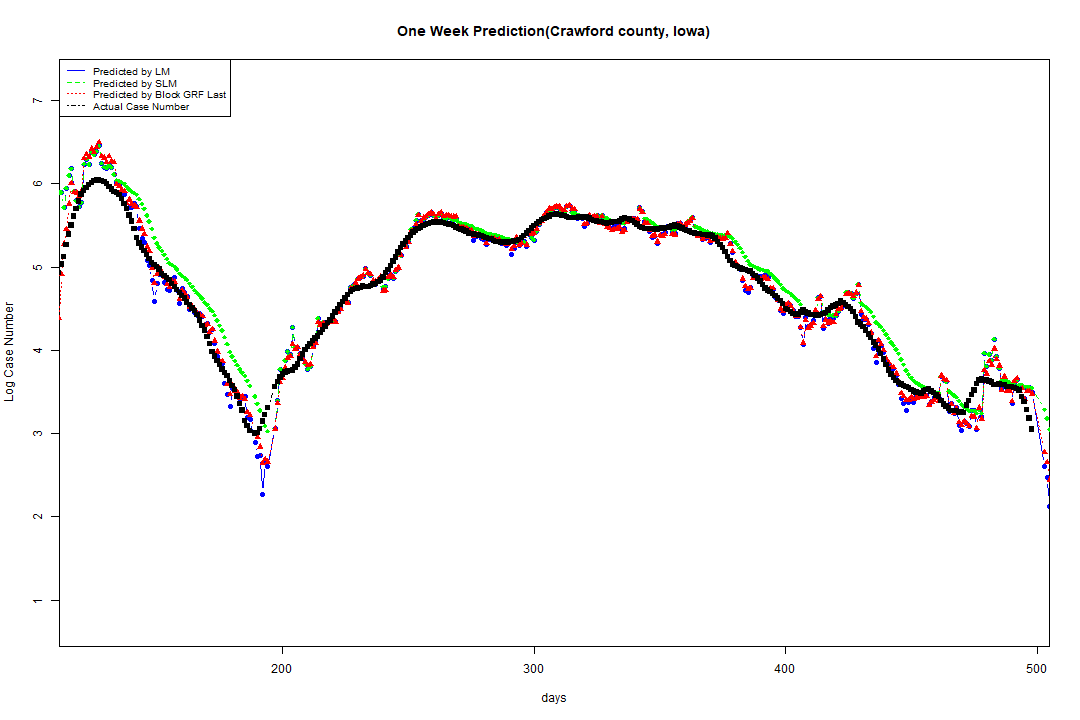 One Week Prediction(Crawford county, Iowa)
Predicted by LM
Predicted by SLM
Predicted by Block GRF Last
Actual Case Number
7
6
5
4
3
2
1
Log Case Number
200
300
400
500
days